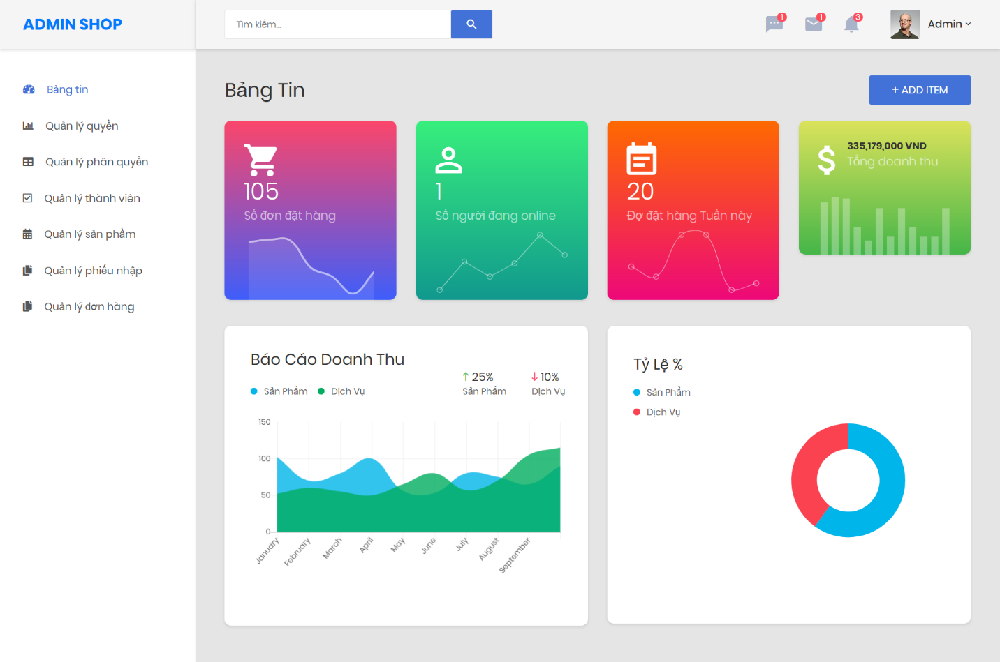 ADMIN SHOP
Tìm kiếm...
1
1
3
Admin
Bảng tin
Quản lý quyền
Quản lý phân quyền
Quản lý thành viên
Quản lý sản phẩm
Quản lý phiếu nhập
Quản lý đơn hàng
Bảng Tin
+ ADD ITEM
105
Số đơn đặt hàng
1
Số người đang online
20
Đợ đặt hàng Tuần này
335,179,000 VND
Tổng doanh thu
Báo Cáo Doanh Thu
Sản Phẩm
Dịch Vụ
25%
Sản Phẩm
10%
Dịch Vụ
150
100
50
0
January
February
March
April
May
June
July
August
September
Tỷ Lệ %
Sản Phẩm
Dịch Vụ